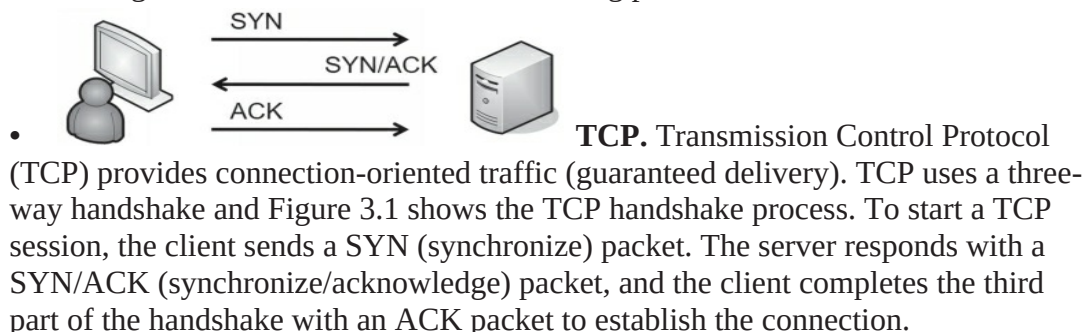 SYN
SYN/ACK
ACK
• TCP. Transmission Control Protocol
(TCP) provides connection-oriented traffic (guaranteed delivery). TCP uses a three-
way handshake and Figure 3.1 shows the TCP handshake process. To start a TCP
session, the client sends a SYN (synchronize) packet. The server responds with a
SYN/ACK (synchronize/acknowledge) packet, and the client completes the third
part of the handshake with an ACK packet to establish the connection.